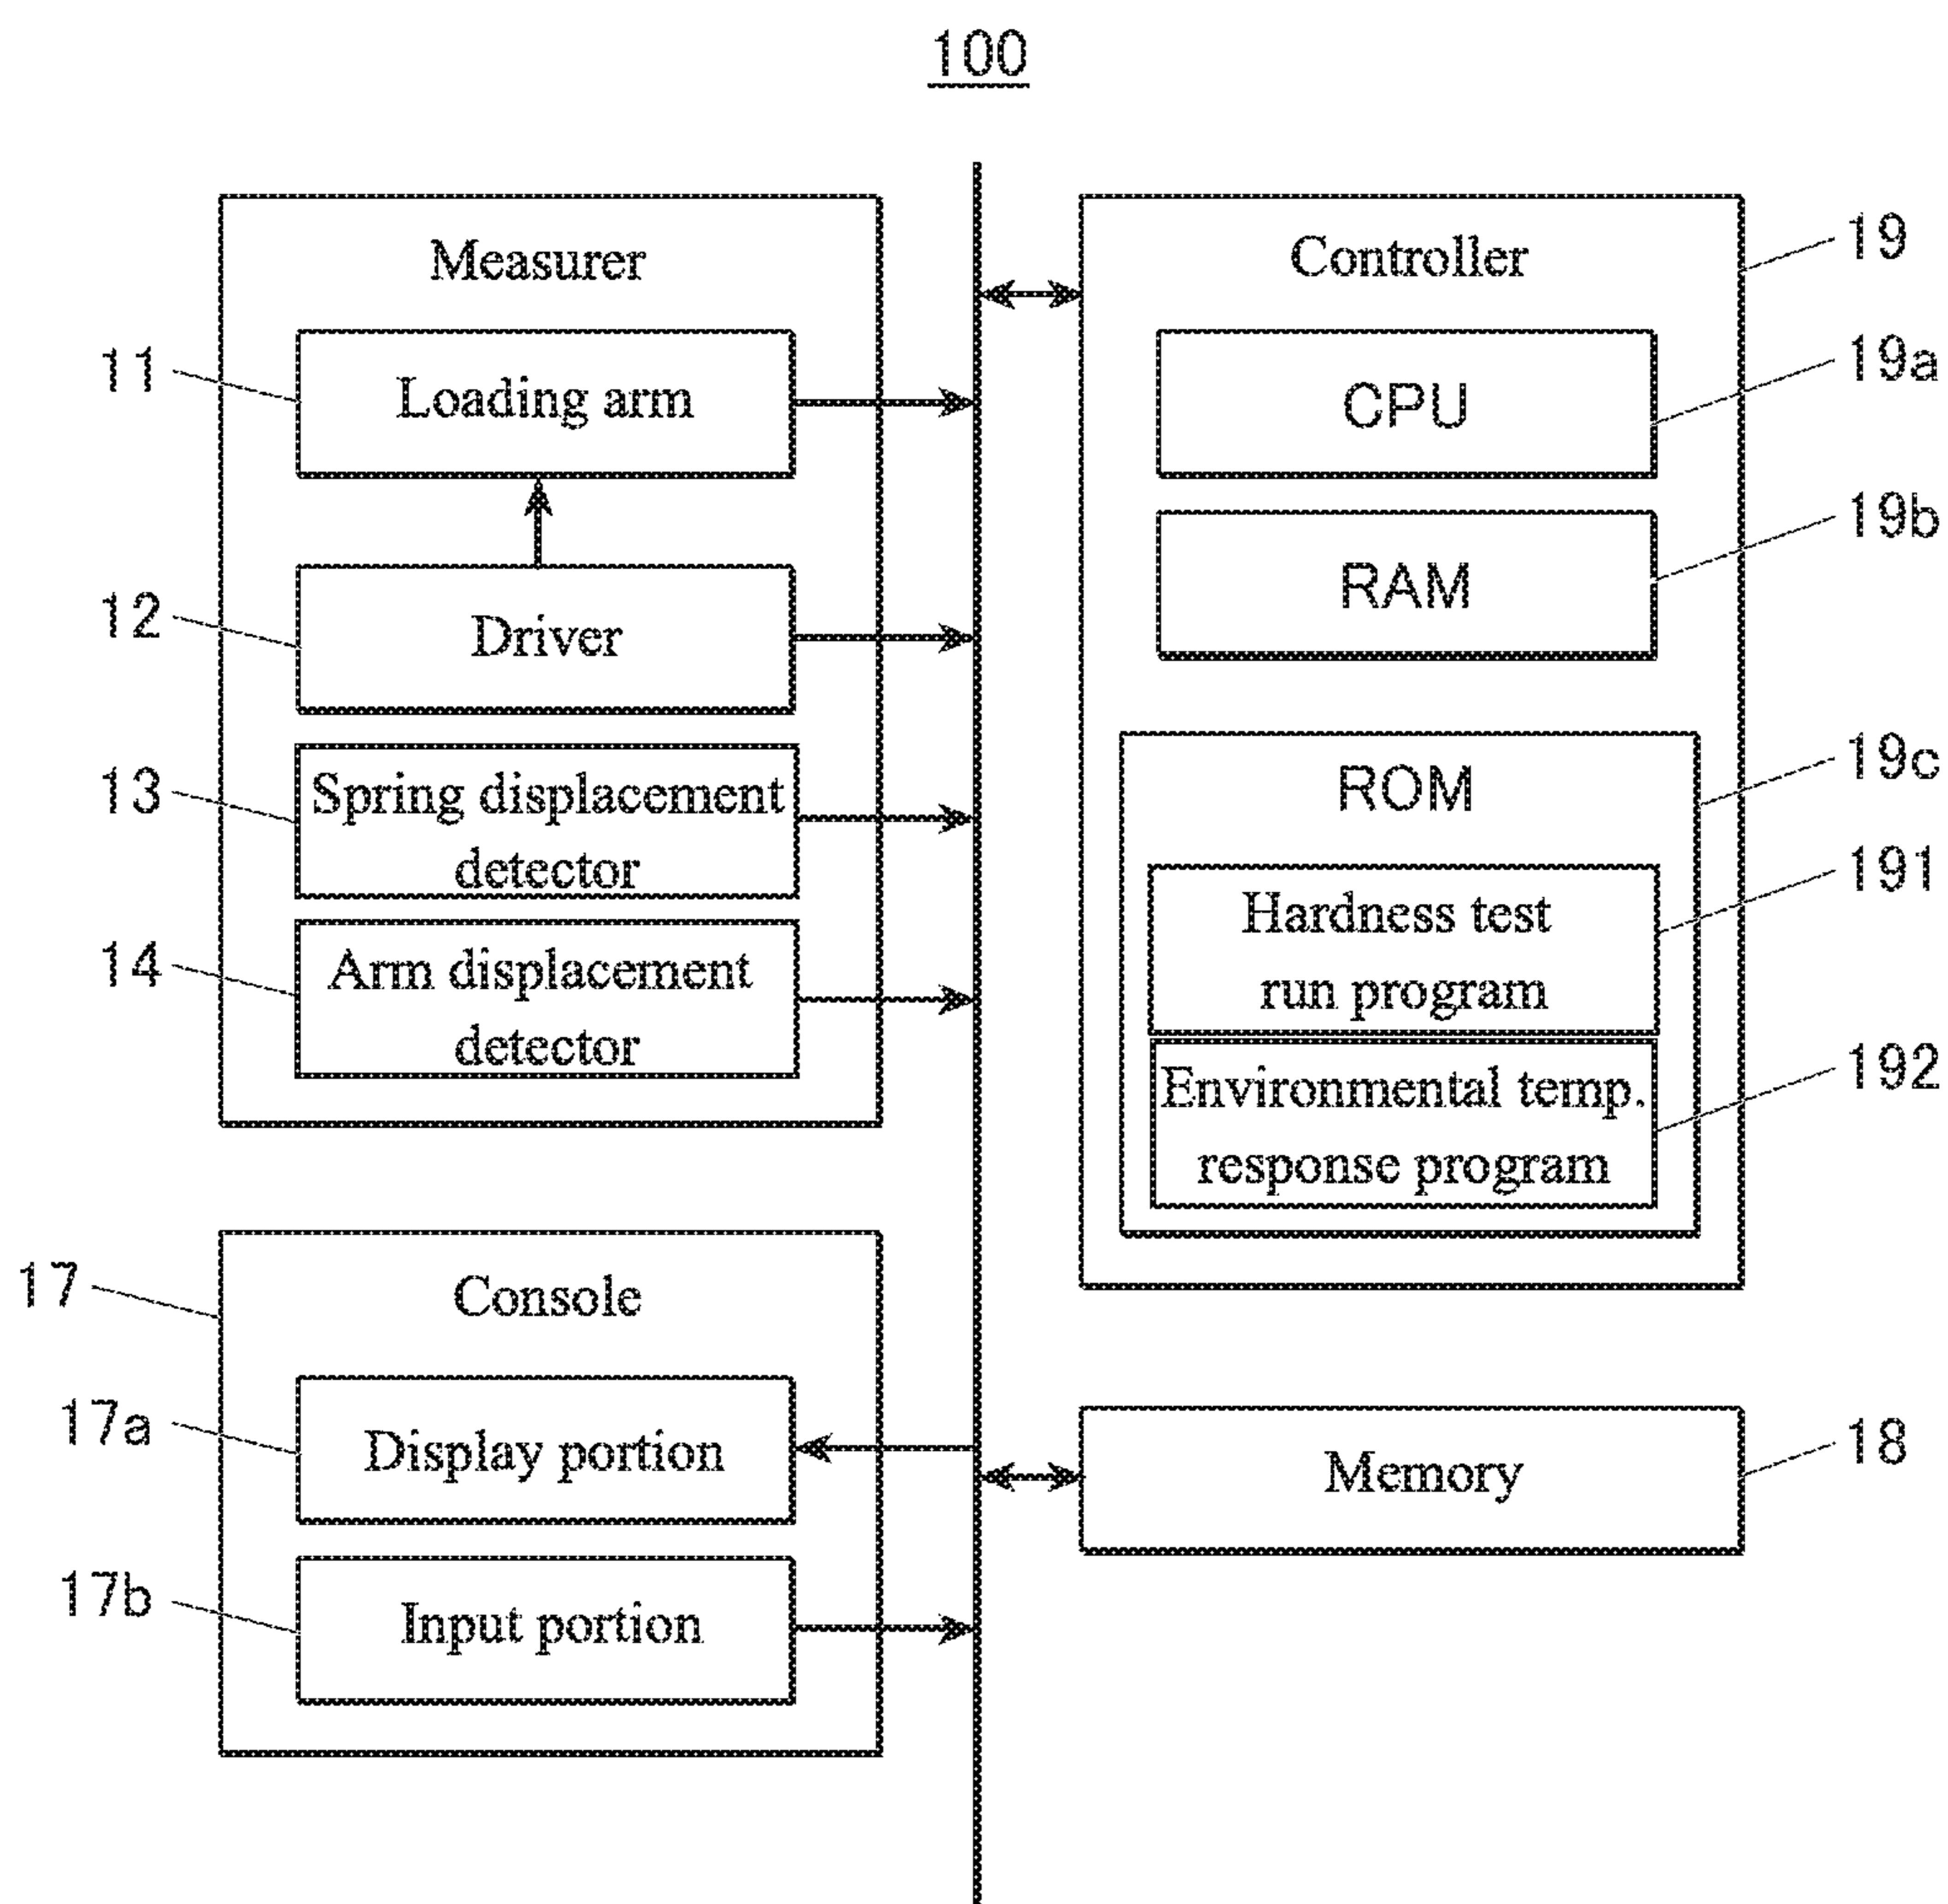 100
Measurer
11
Loading arm
12
Driver
13
Spring displacement
detector
14
Arm displacement
detector
17
Console
17a
Display portion
17b
Input portion
Controller
19
CPU
19a
RAM
19b
ROM
19c
Hardness test
run program
191
Environmental temp.
response program
192
Memory
18